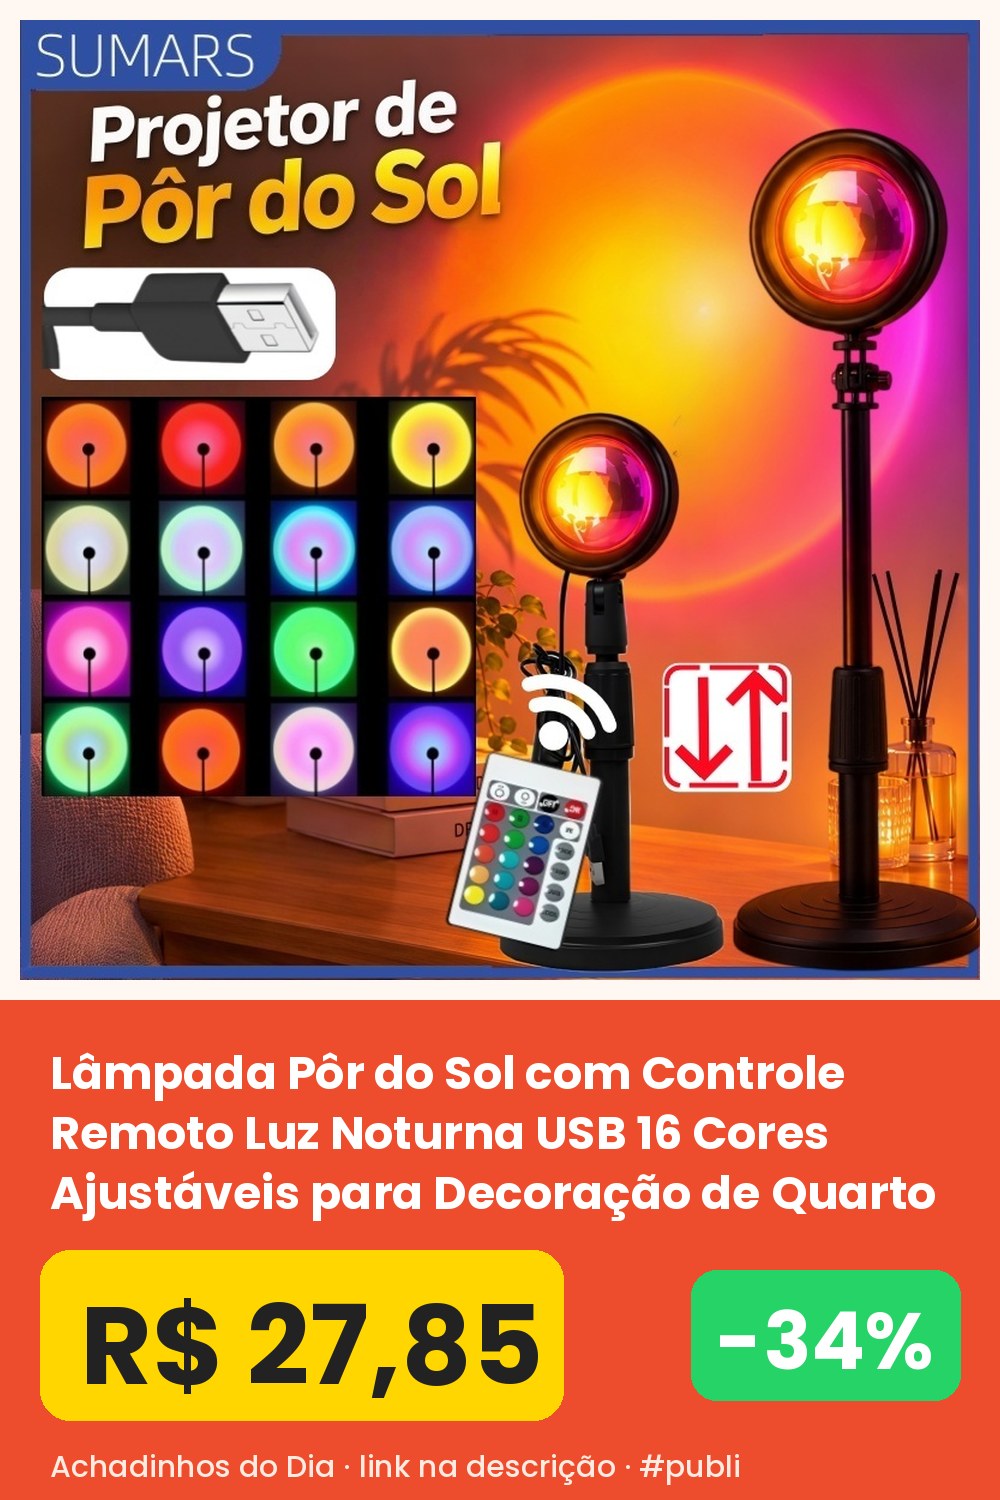 SUMARS
Projetor de
Pôr do Sol
Lâmpada Pôr do Sol com Controle
Remoto Luz Noturna USB 16 Cores
Ajustáveis para Decoração de Quarto
R$ 27,85
-34%
Achadinhos do Dia · link na descrição · #publi